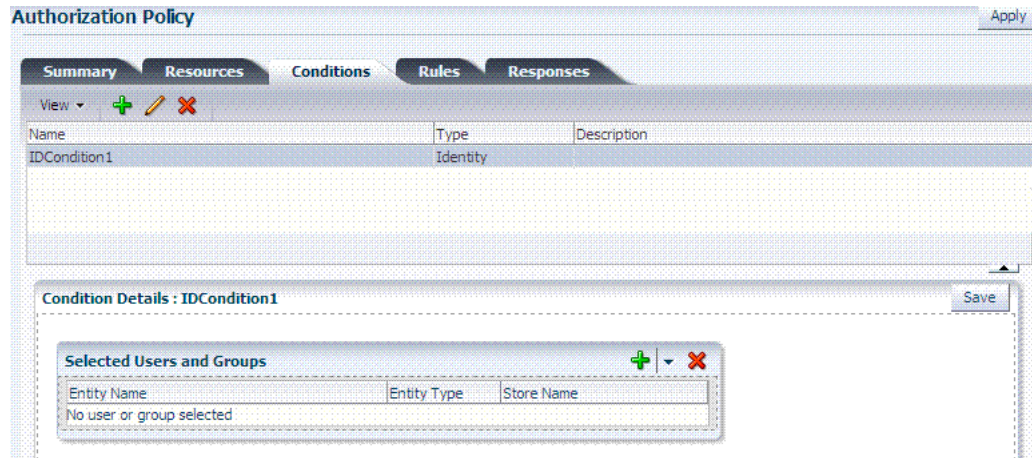 Authorization Policy Apply
Summary Resources Conditions Rules Responses
View
Name Type Description
IDCondition1 Identity
Condition Details : IDCondition1 Save
Selected Users and Groups
Entity Name Entity Type Store Name
No user or group selected